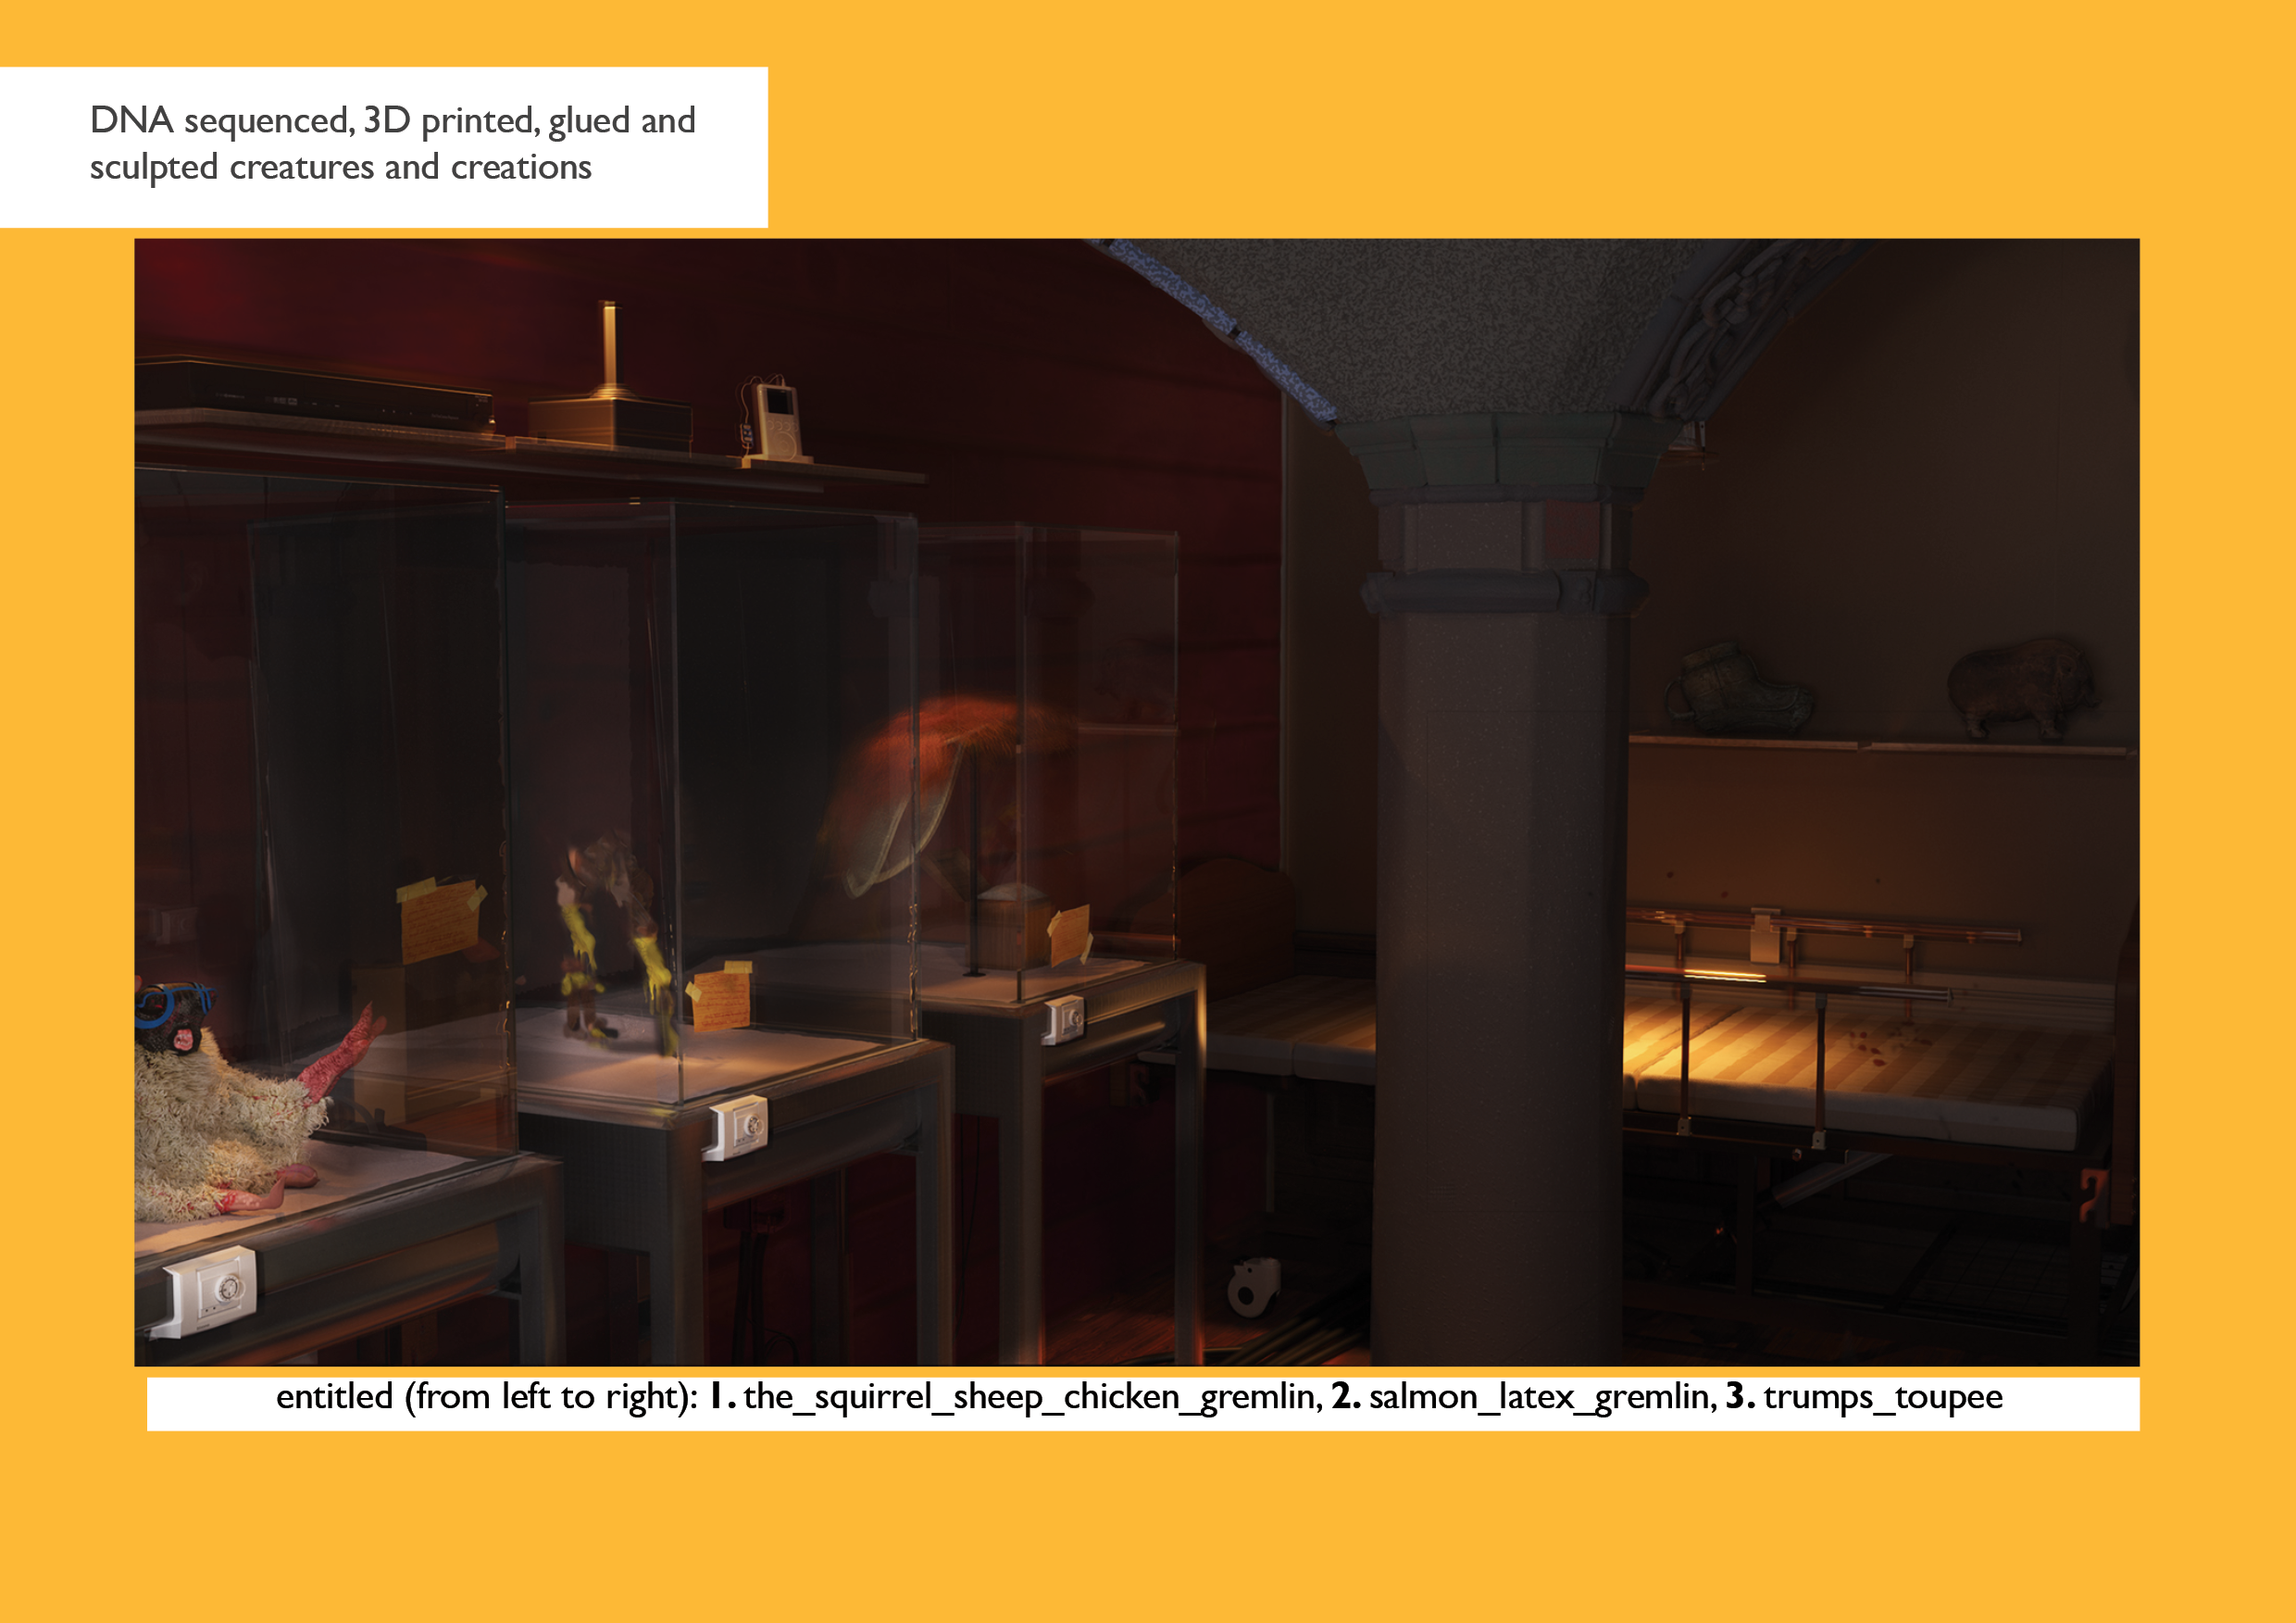 DNA sequenced, 3D printed, glued and
sculpted creatures and creations
entitled (from left to right): 1. the_squirrel_sheep_chicken_gremlin, 2. salmon_latex_gremlin, 3. trumps_toupee